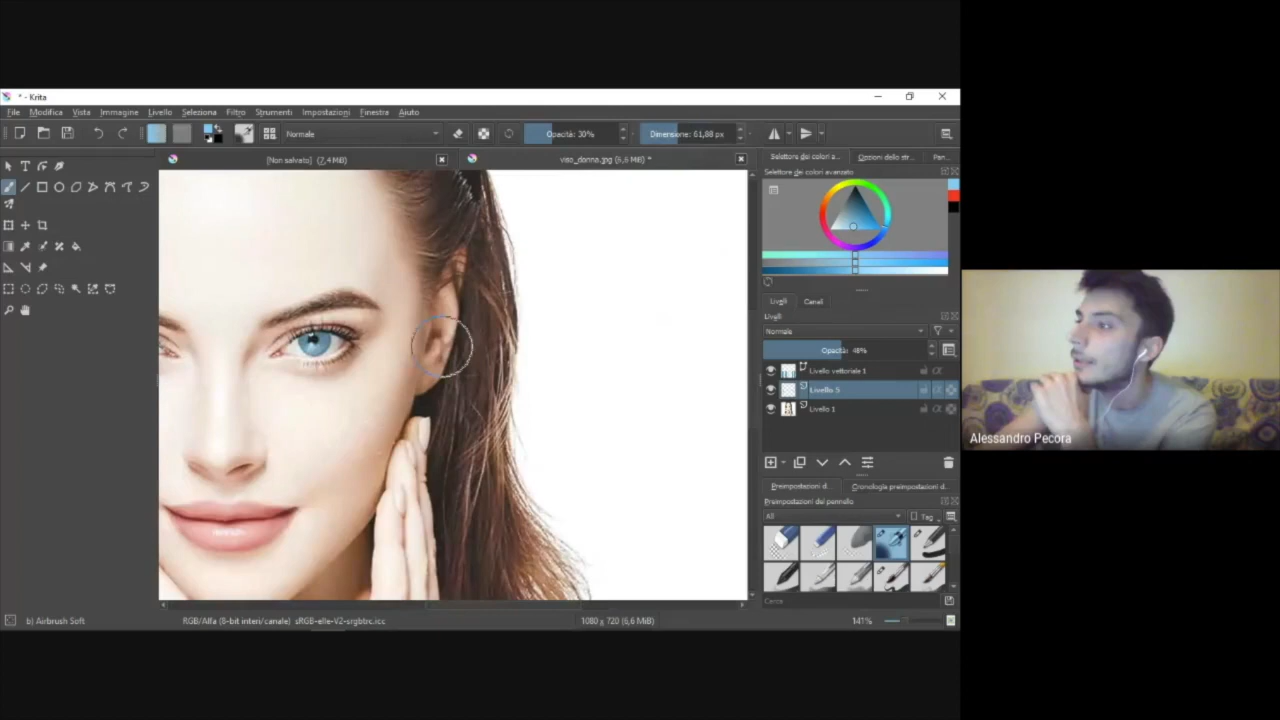 * - Krita
File Modifica Vista Immagine Livello Seleziona Filtro Strumenti Impostazioni Finestra Aiuto
Normale Opacità: 30% Dimensione: 61,88 px
[Non salvato] (7,4 MiB) viso_donna.jpg (6,6 MiB) *
Selettore dei colori a... Opzioni dello str... Pan...
Selettore dei colori avanzato
Livelli Canali
Livelli
Normale
Opacità: 48%
Livello vettoriale 1
Livello 5
Livello 1
Alessandro Pecora
Preimpostazioni d... Cronologia preimpostazioni d...
Preimpostazioni del pennello
All Tag
Cerca
b) Airbrush Soft RGB/Alfa (8-bit interi/canale) sRGB-elle-V2-srgbtrc.icc 1080 x 720 (6,6 MiB) 141%